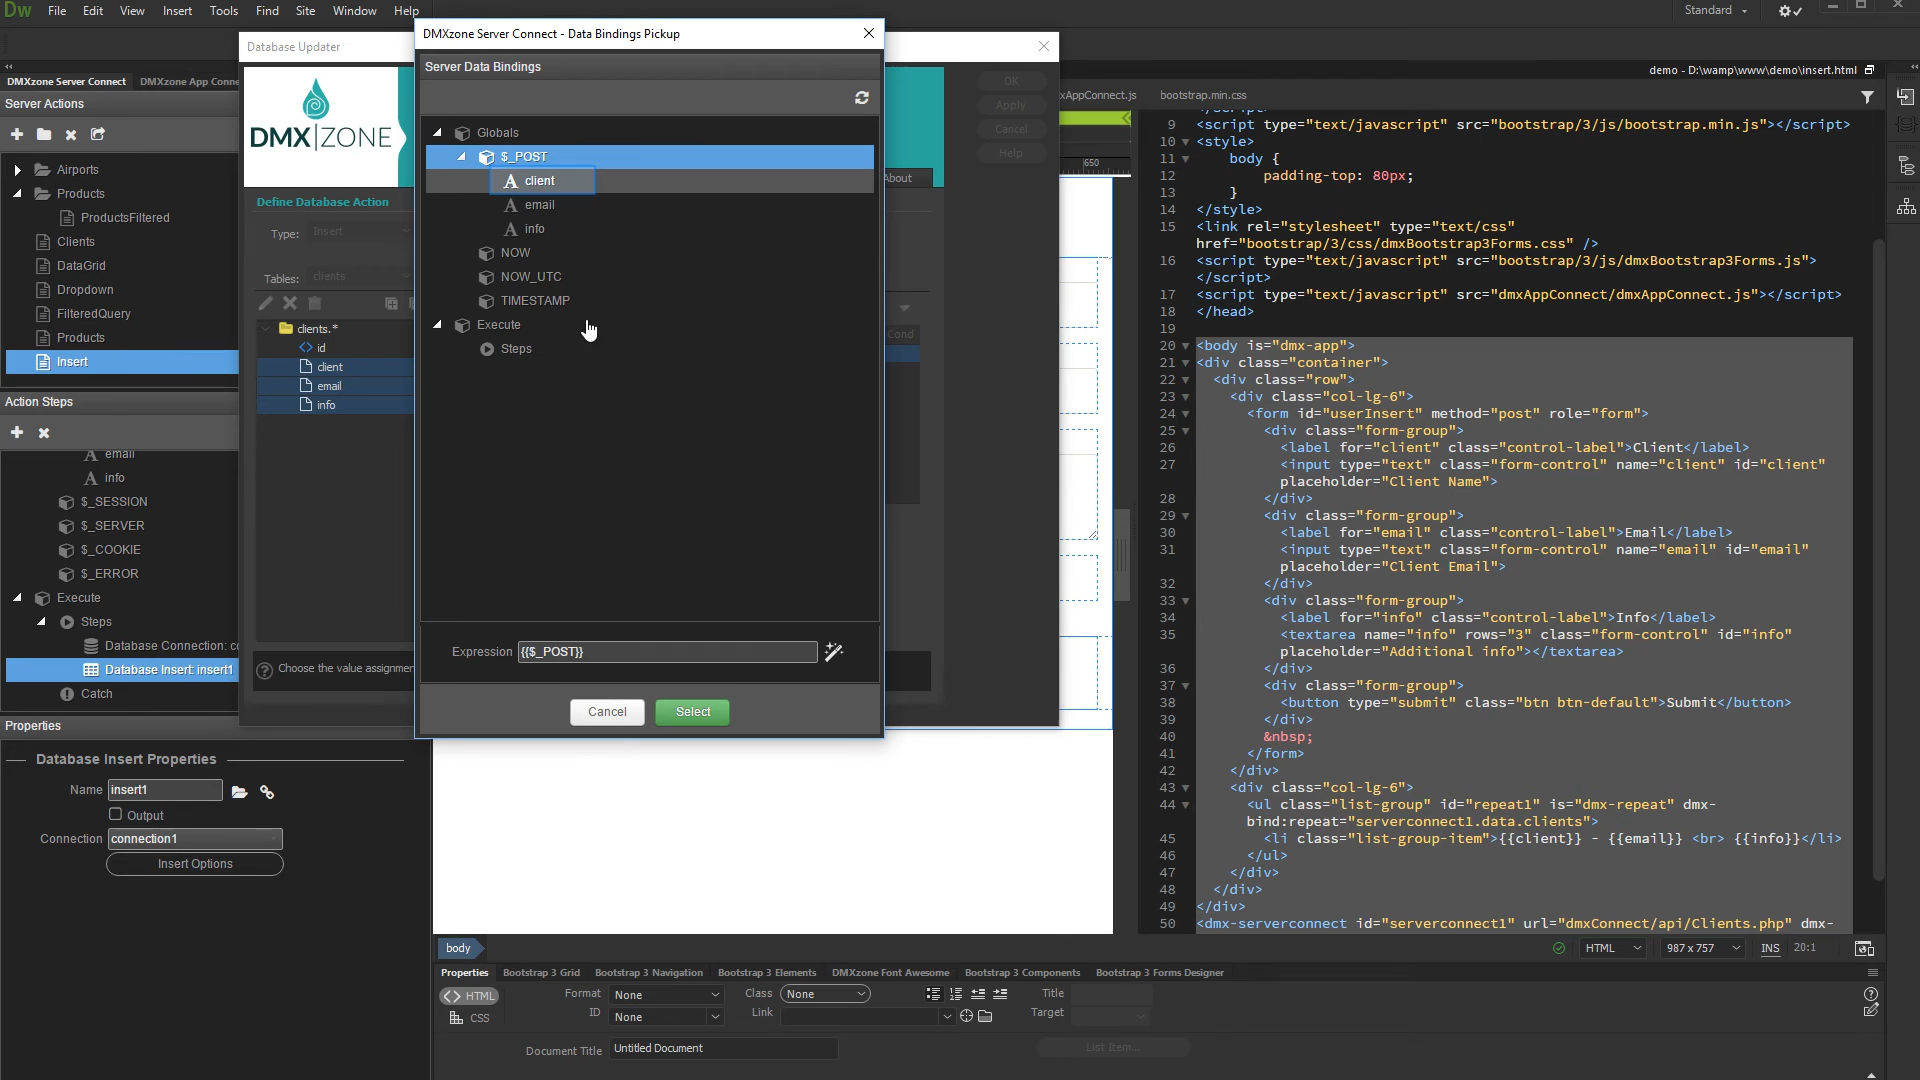 Dw File Edit View Insert Tools Find Site Window Help
Standard
DMXzone Server Connect DMXzone App Conne
Server Actions
Airports
Products
ProductsFiltered
Clients
DataGrid
Dropdown
FilteredQuery
Products
Insert
Action Steps
email
info
$_SESSION
$_SERVER
$_COOKIE
$_ERROR
Execute
Steps
Database Connection: co
Database Insert: insert1
Catch
Properties
Database Insert Properties
Name insert1
Output
Connection connection1
Insert Options
Database Updater
DMX|ZONE
Define Database Action
Type: Insert
Tables: clients
clients.*
id
client
email
info
Choose the value assignmen
OK
Apply
Cancel
Help
About
Cond
DMXzone Server Connect - Data Bindings Pickup
Server Data Bindings
Globals
$_POST
client
email
info
NOW
NOW_UTC
TIMESTAMP
Execute
Steps
Expression {{$_POST}}
Cancel Select
650
demo - D:\wamp\www\demo\insert.html
xAppConnect.js bootstrap.min.css
9 <script type="text/javascript" src="bootstrap/3/js/bootstrap.min.js"></script>
10 <style>
11 body {
12 padding-top: 80px;
13 }
14 </style>
15 <link rel="stylesheet" type="text/css"
href="bootstrap/3/css/dmxBootstrap3Forms.css" />
16 <script type="text/javascript" src="bootstrap/3/js/dmxBootstrap3Forms.js">
</script>
17 <script type="text/javascript" src="dmxAppConnect/dmxAppConnect.js"></script>
18 </head>
19
20 <body is="dmx-app">
21 <div class="container">
22 <div class="row">
23 <div class="col-lg-6">
24 <form id="userInsert" method="post" role="form">
25 <div class="form-group">
26 <label for="client" class="control-label">Client</label>
27 <input type="text" class="form-control" name="client" id="client"
placeholder="Client Name">
28 </div>
29 <div class="form-group">
30 <label for="email" class="control-label">Email</label>
31 <input type="text" class="form-control" name="email" id="email"
placeholder="Client Email">
32 </div>
33 <div class="form-group">
34 <label for="info" class="control-label">Info</label>
35 <textarea name="info" rows="3" class="form-control" id="info"
placeholder="Additional info"></textarea>
36 </div>
37 <div class="form-group">
38 <button type="submit" class="btn btn-default">Submit</button>
39 </div>
40 &nbsp;
41 </form>
42 </div>
43 <div class="col-lg-6">
44 <ul class="list-group" id="repeat1" is="dmx-repeat" dmx-
bind:repeat="serverconnect1.data.clients">
45 <li class="list-group-item">{{client}} - {{email}} <br> {{info}}</li>
46 </ul>
47 </div>
48 </div>
49 </div>
50 <dmx-serverconnect id="serverconnect1" url="dmxConnect/api/Clients.php" dmx-
body
HTML 987 x 757 INS 20:1
Properties Bootstrap 3 Grid Bootstrap 3 Navigation Bootstrap 3 Elements DMXzone Font Awesome Bootstrap 3 Components Bootstrap 3 Forms Designer
<> HTML Format None Class None Title
CSS ID None Link Target
Document Title Untitled Document List Item...